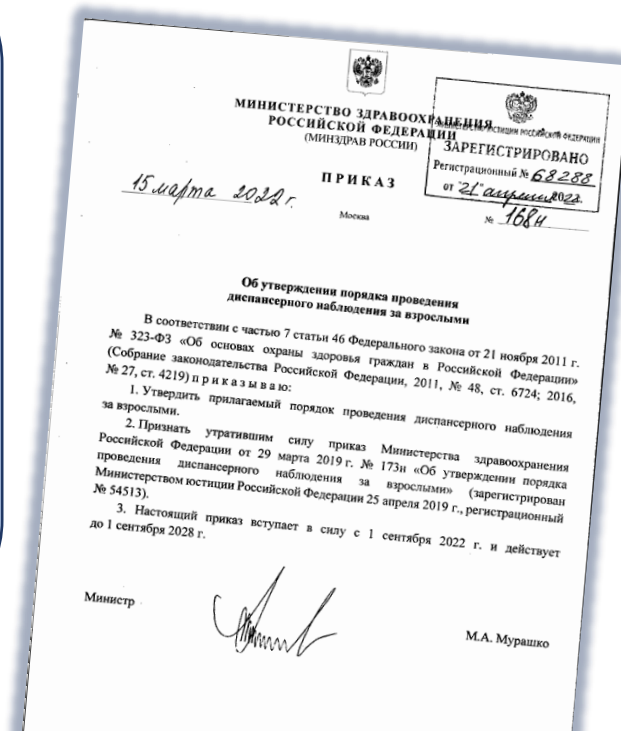 МИНИСТЕРСТВО ЗДРАВООХРАНЕНИЯ
РОССИЙСКОЙ ФЕДЕРАЦИИ
(МИНЗДРАВ РОССИИ)
МИНИСТЕРСТВО ЮСТИЦИИ РОССИЙСКОЙ ФЕДЕРАЦИИ
ЗАРЕГИСТРИРОВАНО
Регистрационный № 68288
от "21" апреля 2022
ПРИКАЗ
15 марта 2022 г.
Москва
№ 168н
Об утверждении порядка проведения
диспансерного наблюдения за взрослыми
В соответствии с частью 7 статьи 46 Федерального закона от 21 ноября 2011 г.
№ 323-ФЗ «Об основах охраны здоровья граждан в Российской Федерации»
(Собрание законодательства Российской Федерации, 2011, № 48, ст. 6724; 2016,
№ 27, ст. 4219) п р и к а з ы в а ю:
1. Утвердить прилагаемый порядок проведения диспансерного наблюдения
за взрослыми.
2. Признать утратившим силу приказ Министерства здравоохранения
Российской Федерации от 29 марта 2019 г. № 173н «Об утверждении порядка
проведения диспансерного наблюдения за взрослыми» (зарегистрирован
Министерством юстиции Российской Федерации 25 апреля 2019 г., регистрационный
№ 54513).
3. Настоящий приказ вступает в силу с 1 сентября 2022 г. и действует
до 1 сентября 2028 г.
Министр
М.А. Мурашко